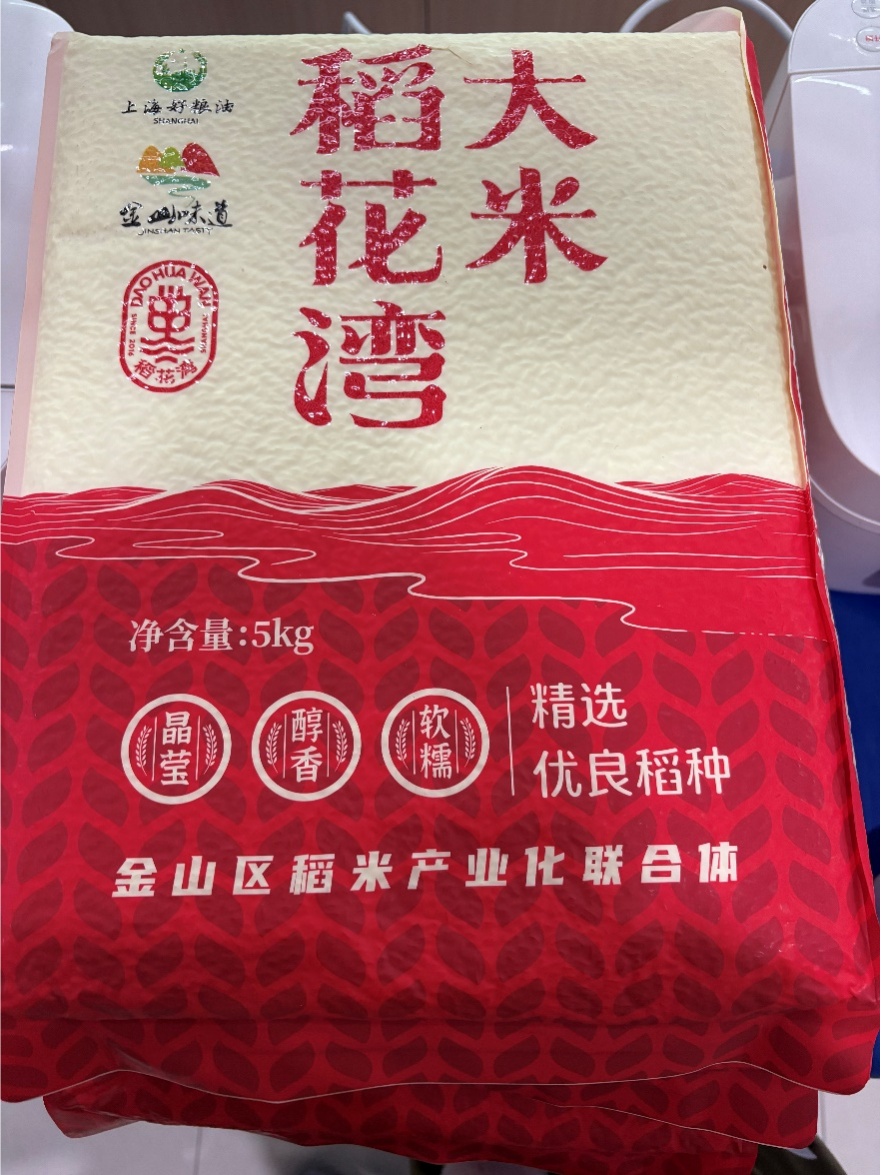 上海好粮油
SHANGHAI
金山味道
JINSHAN TASTY
DAO HUA WAN
SINCE 2016
SHANGHAI
稻花湾
稻花湾
大米
净含量:5kg
晶莹
醇香
软糯
精选
优良稻种
金山区稻米产业化联合体